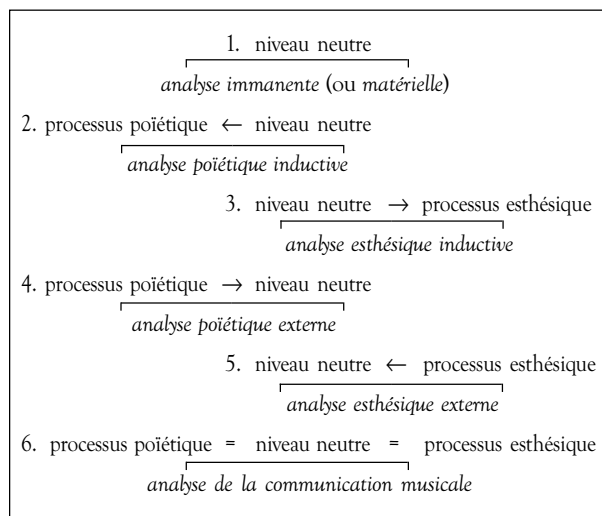 1. niveau neutre
analyse immanente (ou matérielle)
2. processus poïétique ← niveau neutre
analyse poïétique inductive
3. niveau neutre → processus esthésique
analyse esthésique inductive
4. processus poïétique → niveau neutre
analyse poïétique externe
5. niveau neutre ← processus esthésique
analyse esthésique externe
6. processus poïétique = niveau neutre = processus esthésique
analyse de la communication musicale